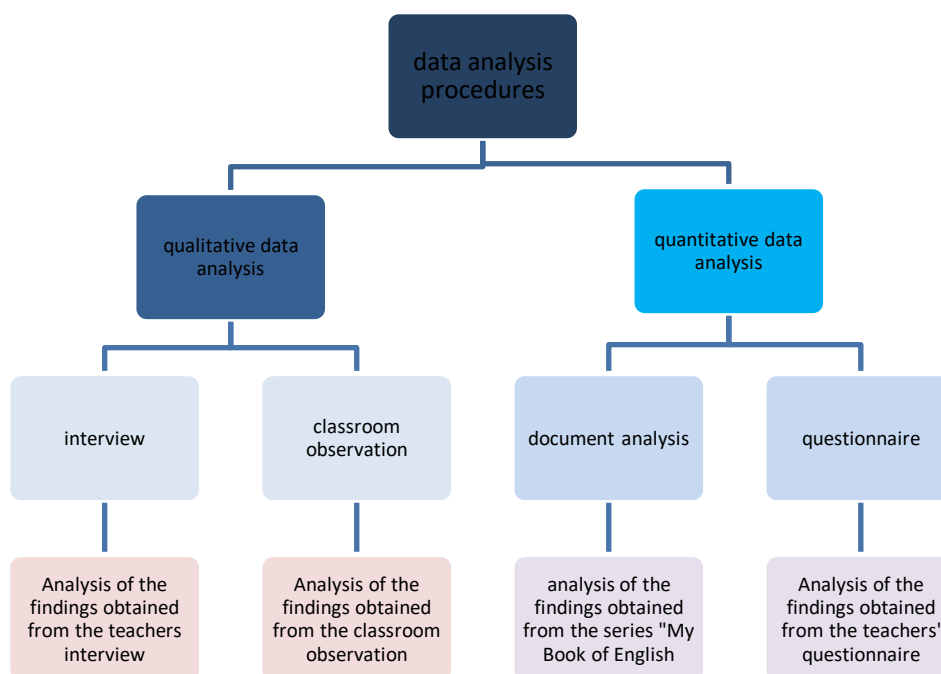 data analysis
procedures
qualitative data
analysis
quantitative data
analysis
interview
classroom
observation
document analysis
questionnaire
Analysis of the
findings obtained
from the teachers
interview
Analysis of the
findings obtained
from the classroom
observation
analysis of the
findings obtained
from the series "My
Book of English
Analysis of the
findings obtained
from the teachers"
questionnaire